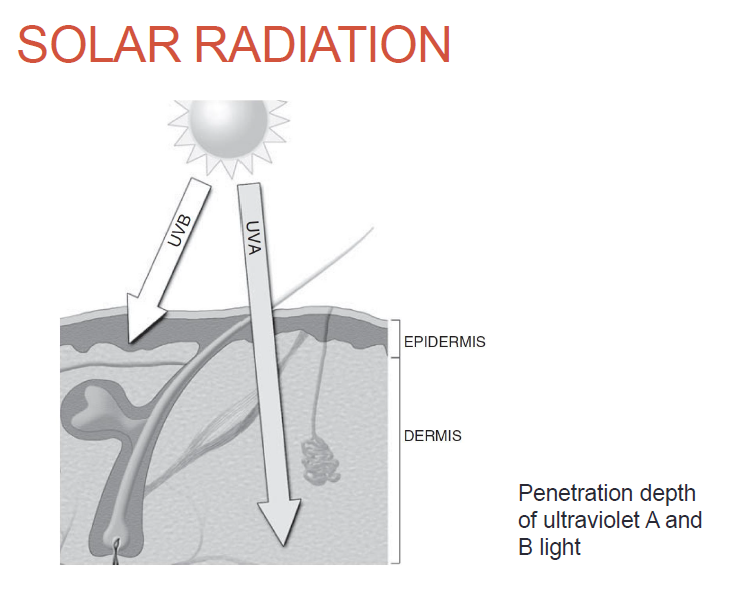 SOLAR RADIATION
UVB
UVA
EPIDERMIS
DERMIS
Penetration depth
of ultraviolet A and
B light